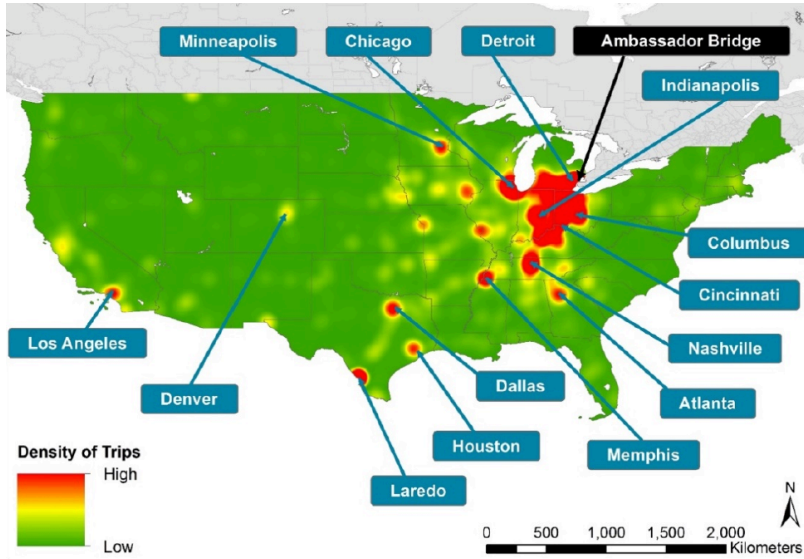 Minneapolis
Chicago
Detroit
Ambassador Bridge
Indianapolis
Columbus
Cincinnati
Los Angeles
Nashville
Denver
Dallas
Atlanta
Houston
Memphis
Laredo
Density of Trips
High
Low
N
0 500 1,000 1,500 2,000
Kilometers